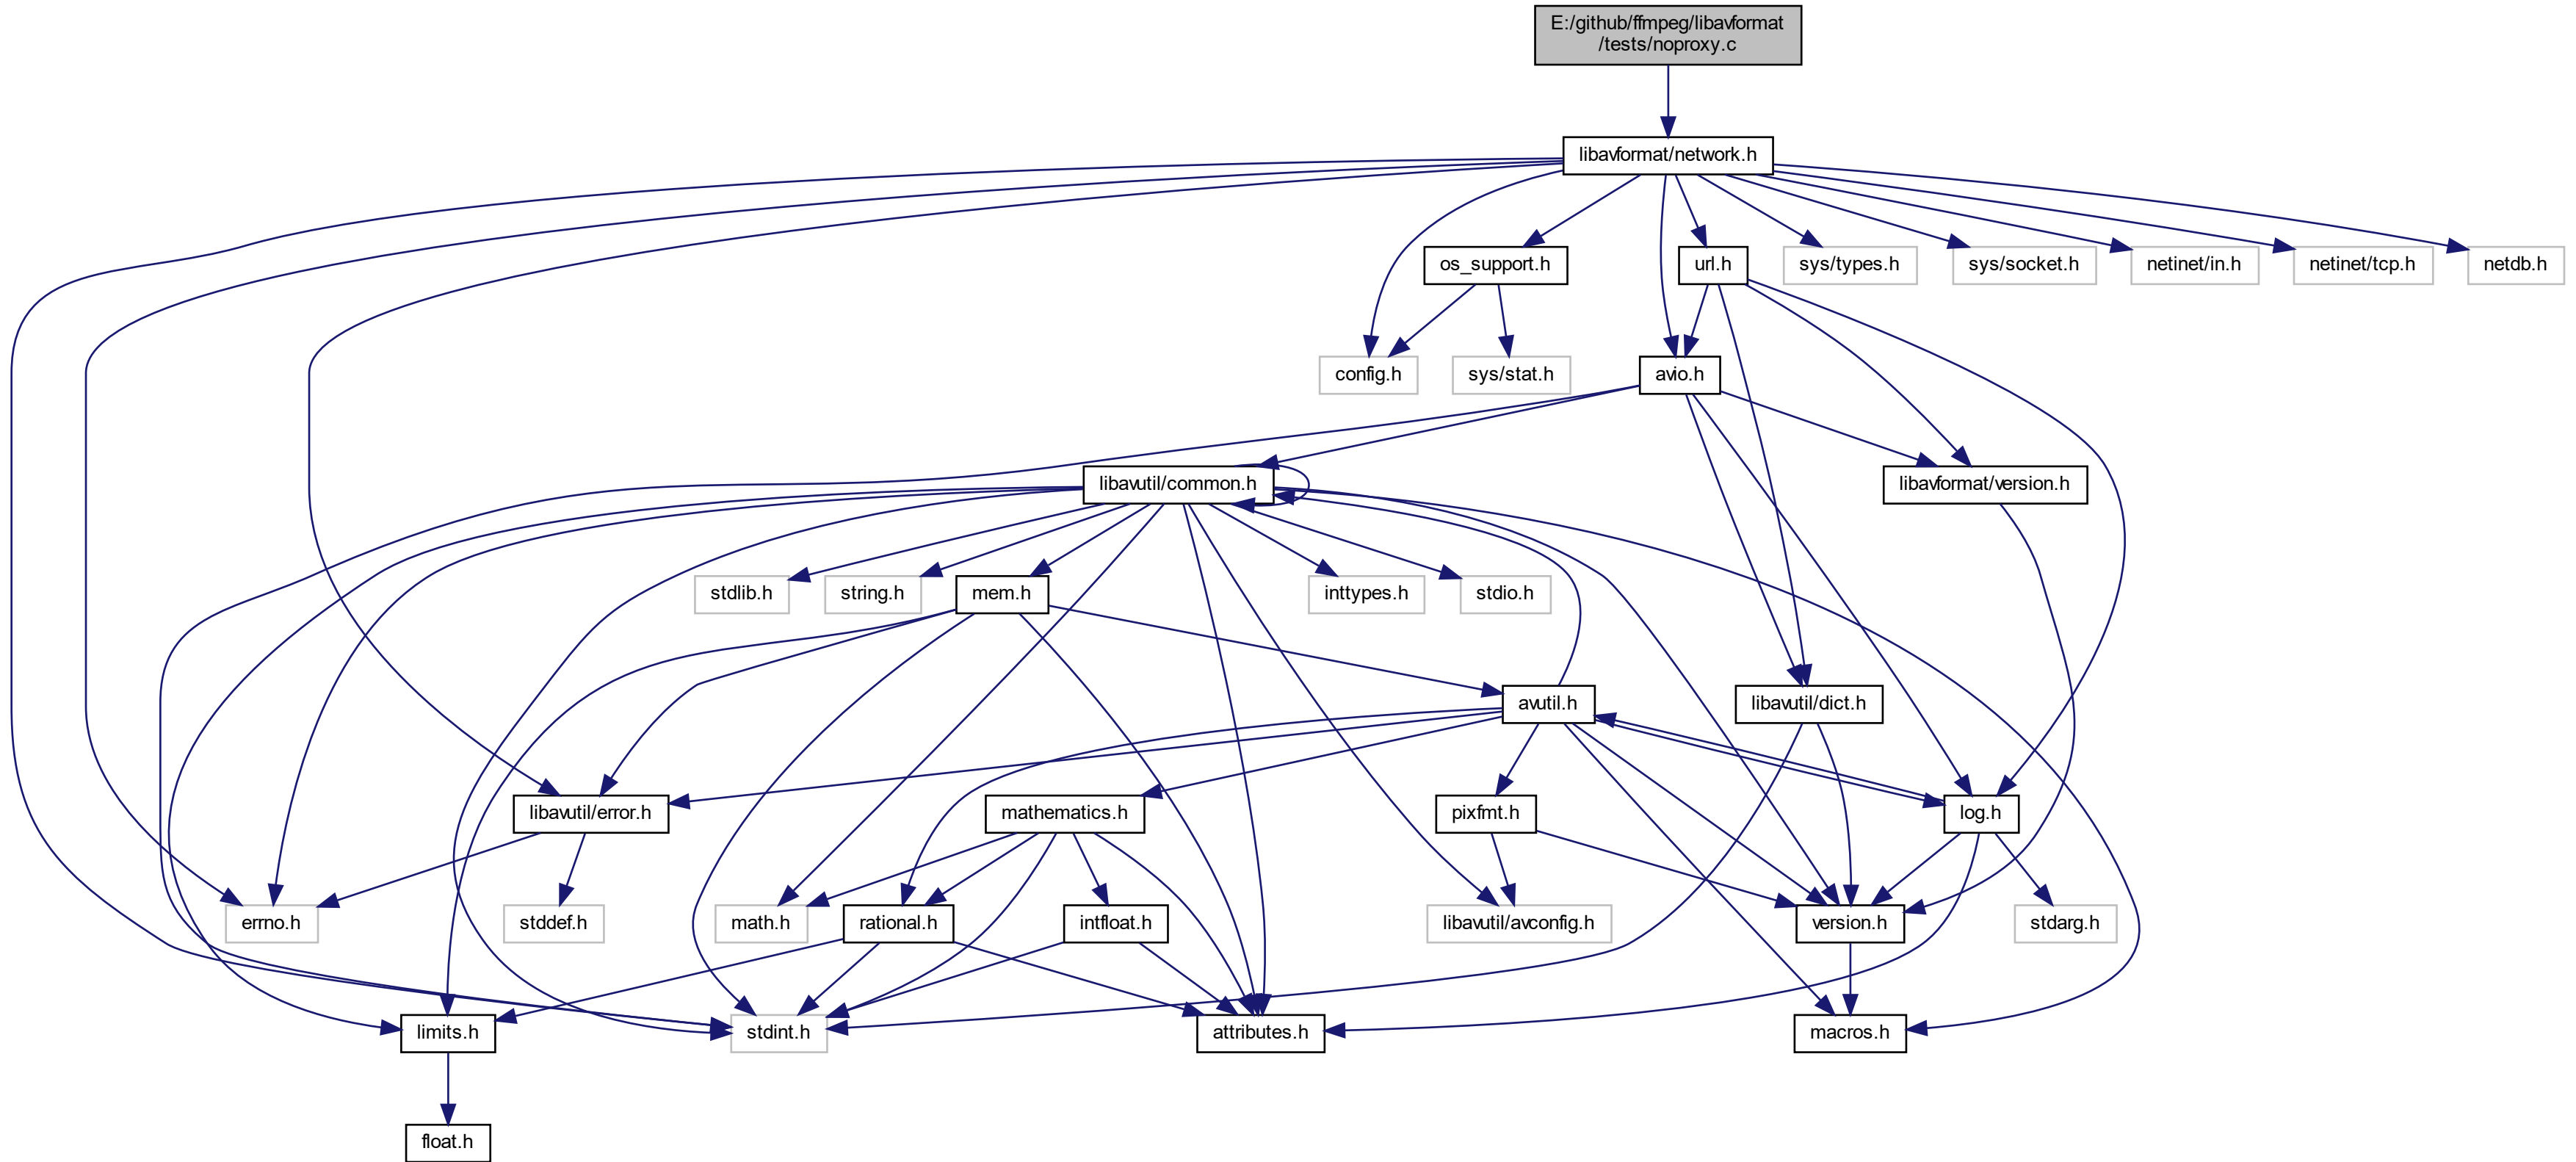 E:/github/ffmpeg/libavformat
/tests/noproxy.c
libavformat/network.h
os_support.h
url.h
sys/types.h
sys/socket.h
netinet/in.h
netinet/tcp.h
netdb.h
config.h
sys/stat.h
avio.h
libavutil/common.h
libavformat/version.h
stdlib.h
string.h
mem.h
inttypes.h
stdio.h
avutil.h
libavutil/dict.h
libavutil/error.h
mathematics.h
pixfmt.h
log.h
errno.h
stddef.h
math.h
rational.h
intfloat.h
libavutil/avconfig.h
version.h
stdarg.h
limits.h
stdint.h
attributes.h
macros.h
float.h